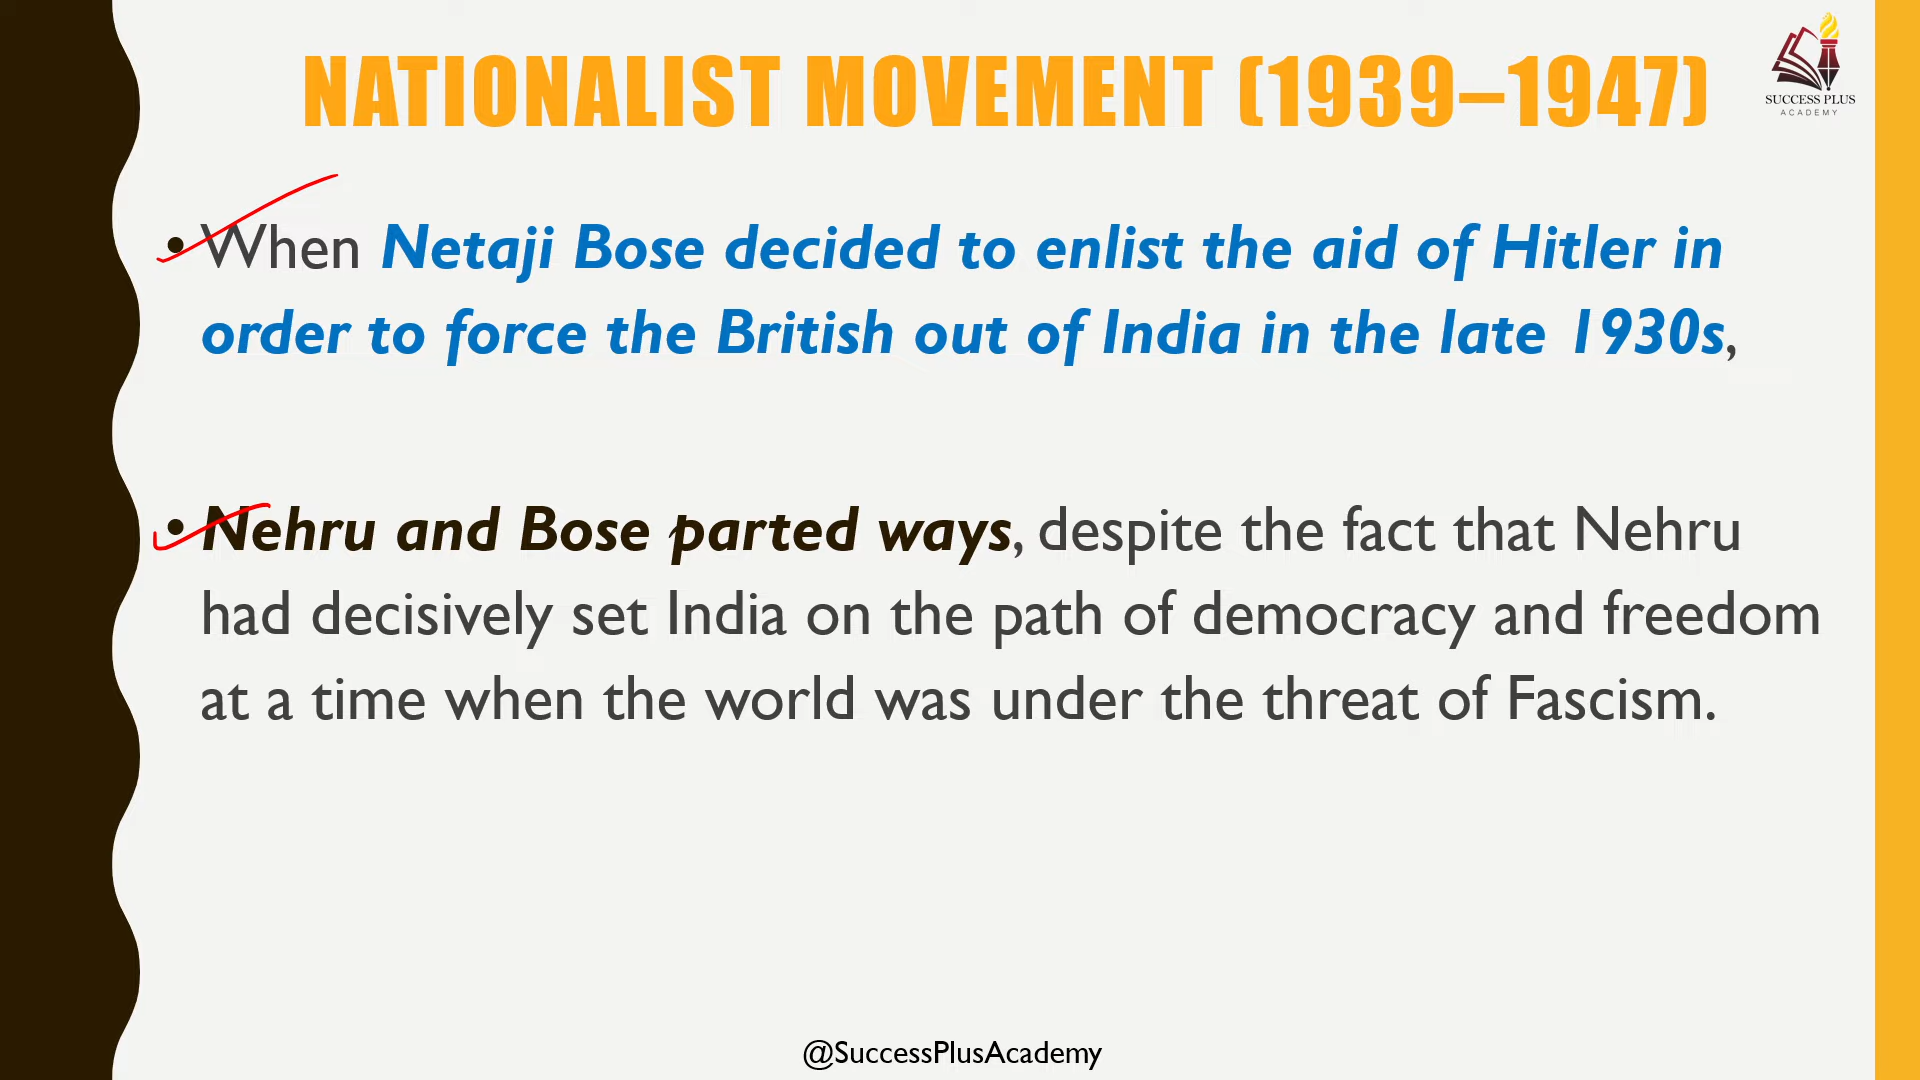 NATIONALIST MOVEMENT (1939–1947)
SUCCESS PLUS
ACADEMY
• When Netaji Bose decided to enlist the aid of Hitler in
order to force the British out of India in the late 1930s,
• Nehru and Bose parted ways, despite the fact that Nehru
had decisively set India on the path of democracy and freedom
at a time when the world was under the threat of Fascism.
@SuccessPlusAcademy